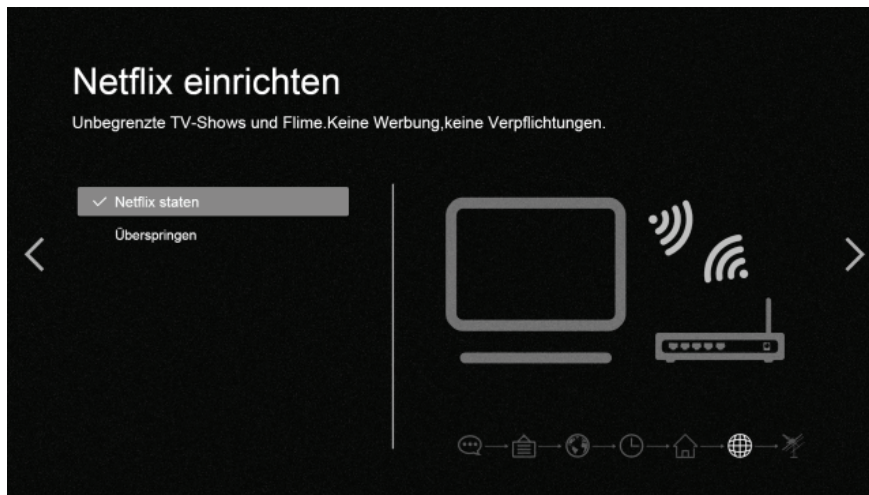 Netflix einrichten
Unbegrenzte TV-Shows und Flime.Keine Werbung,keine Verpflichtungen.
Netflix staten
Überspringen